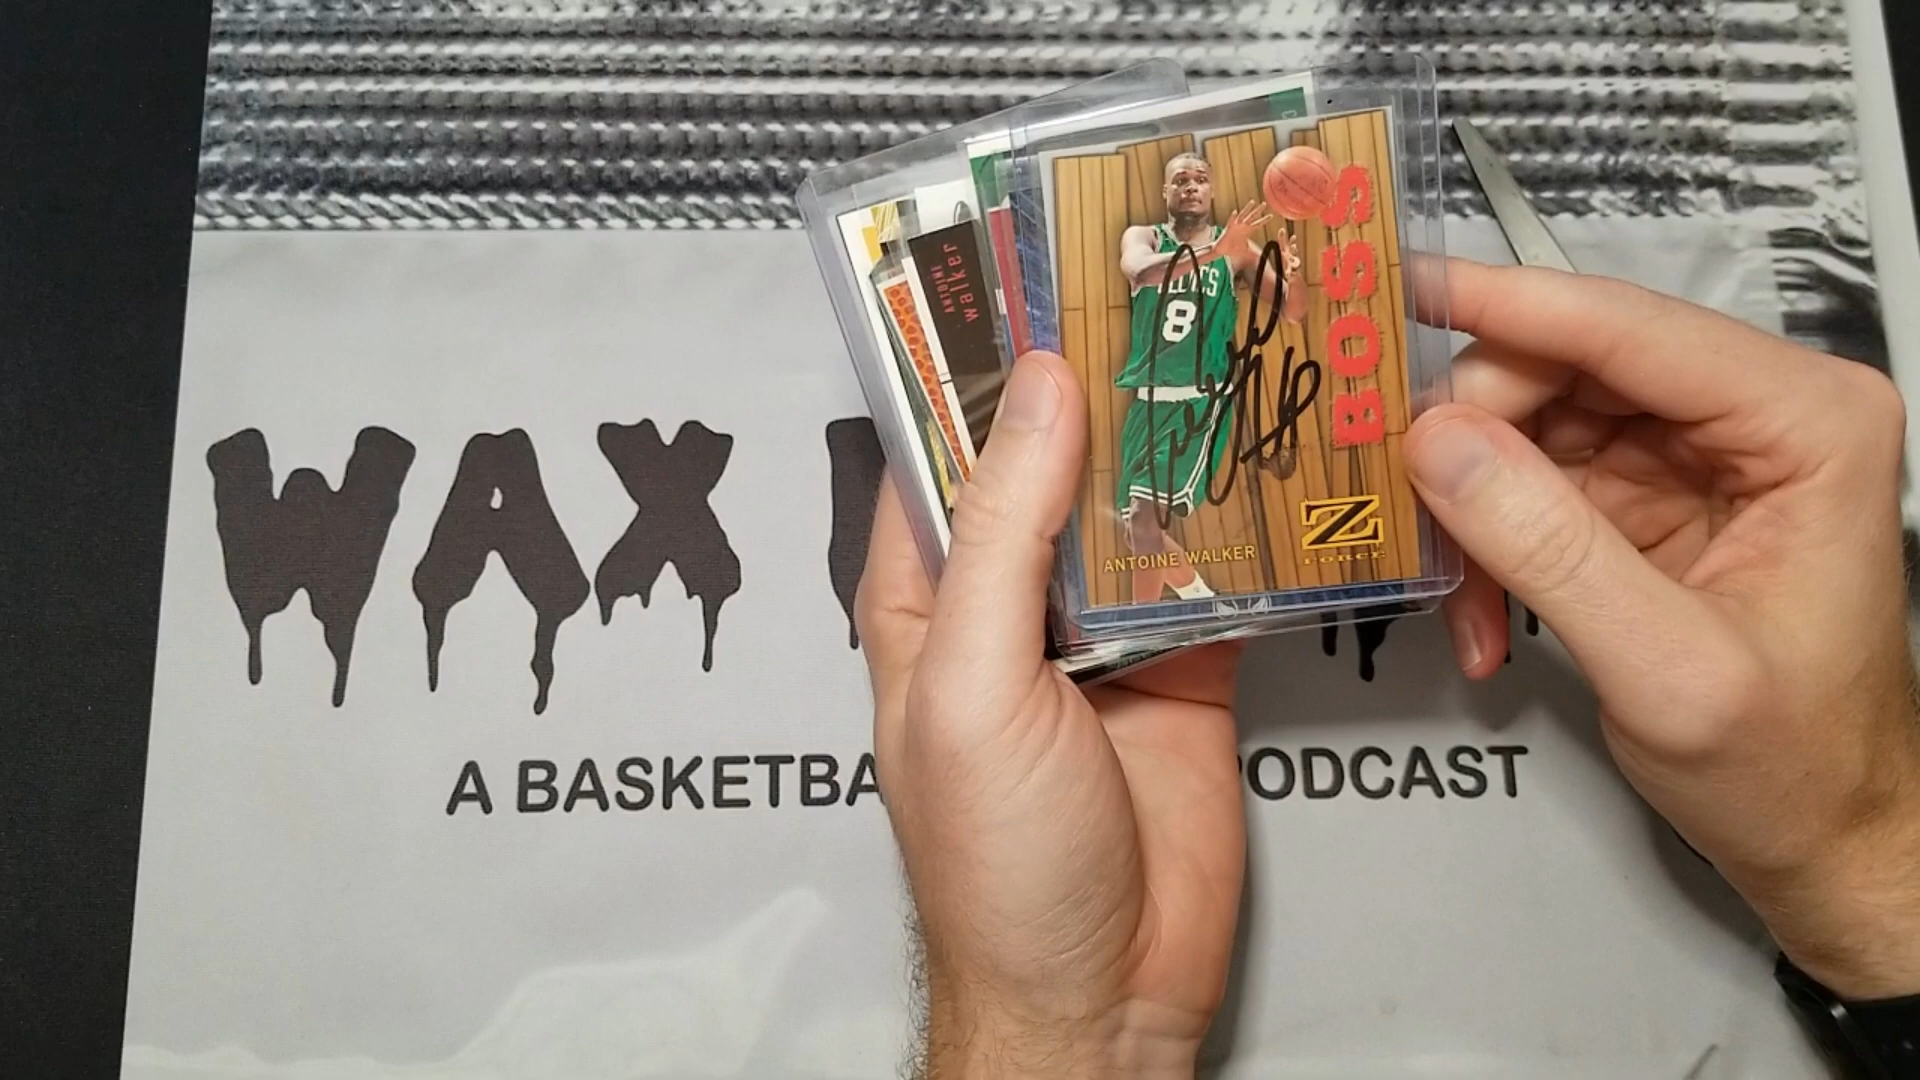 ANTOINE
walker
BOSS
CELTICS
8
Z
FORCE
ANTOINE WALKER
WAX
A BASKETBA
PODCAST